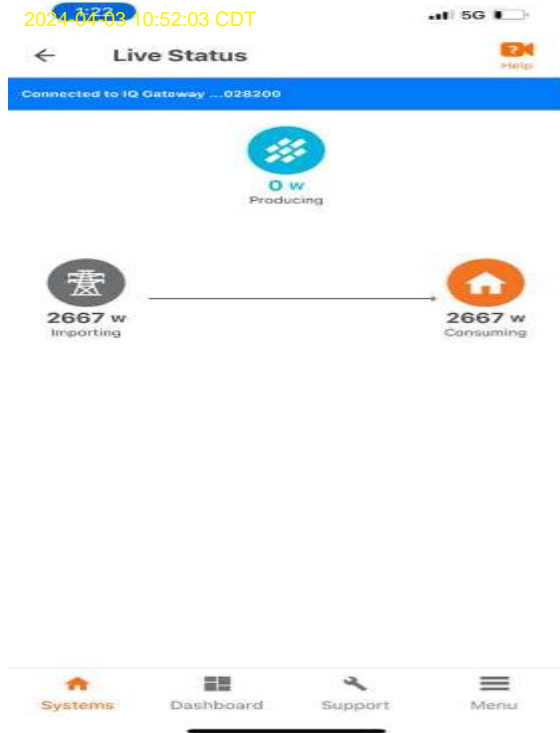 2024-04-03 10:52:03 CDT
1:23
5G
Live Status
Help
Connected to IQ Gateway ...028200
0 w
Producing
2667 w
Importing
2667 w
Consuming
Systems
Dashboard
Support
Menu